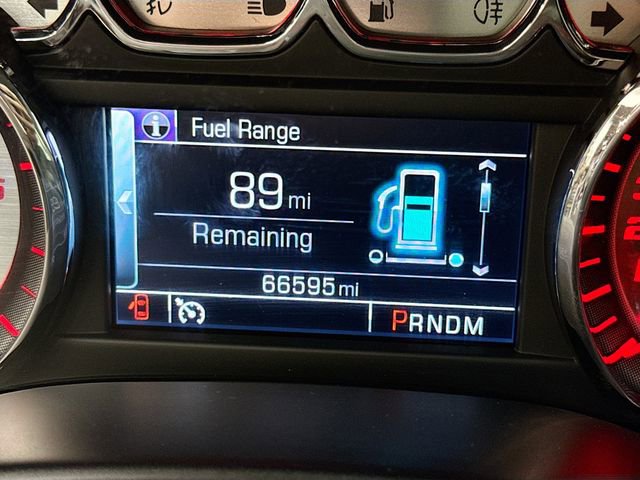 Fuel Range
89 mi
Remaining
66595 mi
PRNDM